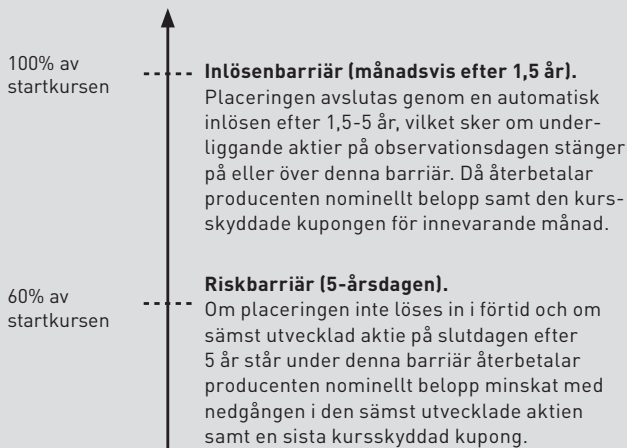 100% av
startkursen
Inlösenbarriär (månadsvis efter 1,5 år).
Placeringen avslutas genom en automatisk
inlösen efter 1,5-5 år, vilket sker om under-
liggande aktier på observationsdagen stänger
på eller över denna barriär. Då återbetalar
producenten nominellt belopp samt den kurs-
skyddade kupongen för innevarande månad.
60% av
startkursen
Riskbarriär (5-årsdagen).
Om placeringen inte löses in i förtid och om
sämst utvecklad aktie på slutdagen efter
5 år står under denna barriär återbetalar
producenten nominellt belopp minskat med
nedgången i den sämst utvecklade aktien
samt en sista kursskyddad kupong.